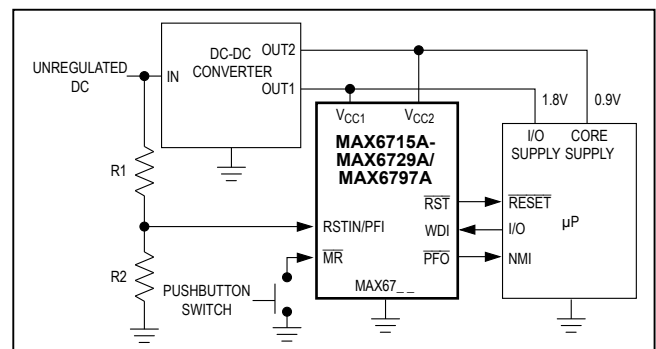 UNREGULATED
DC
IN
DC-DC
CONVERTER
OUT2
OUT1
1.8V
0.9V
VCC1
VCC2
MAX6715A-
MAX6729A/
MAX6797A
I/O
SUPPLY
CORE
SUPPLY
R1
RST
RESET
RSTIN/PFI
WDI
I/O
µP
MR
PFO
NMI
R2
PUSHBUTTON
SWITCH
MAX67_ _